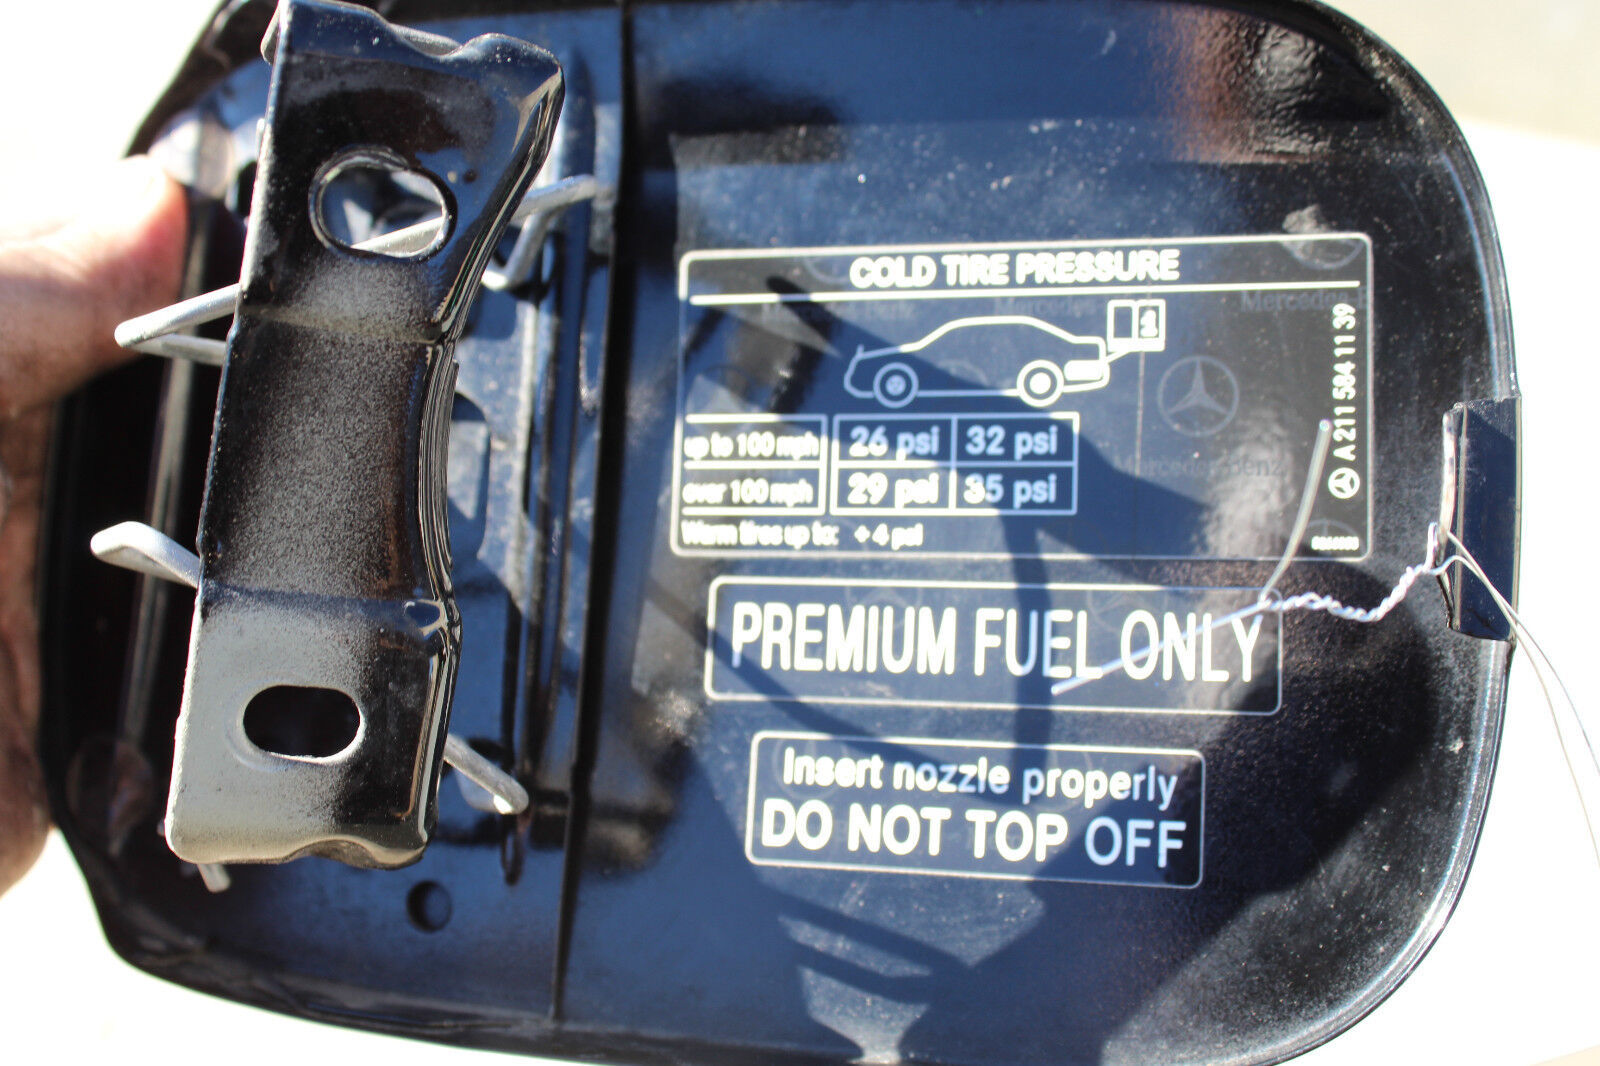 COLD TIRE PRESSURE
up to 100 mph 26 psi 32 psi
over 100 mph 29 psi 35 psi
Warm tires up to: + 4 psi
A 211 584 11 39
Mercedes-Benz
PREMIUM FUEL ONLY
Insert nozzle properly
DO NOT TOP OFF